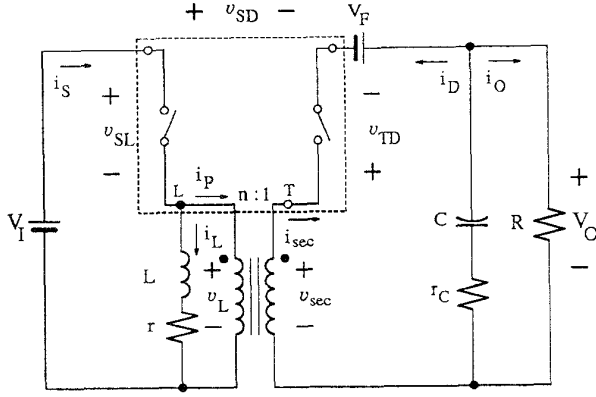 + v_SD −
V_F
i_S
+
v_SL
−
−
v_TD
+
i_D
i_O
i_p
n : 1
L
T
V_I
i_L
i_sec
C
R
+
V_O
−
L
+
v_L
−
+
v_sec
−
r
r_C